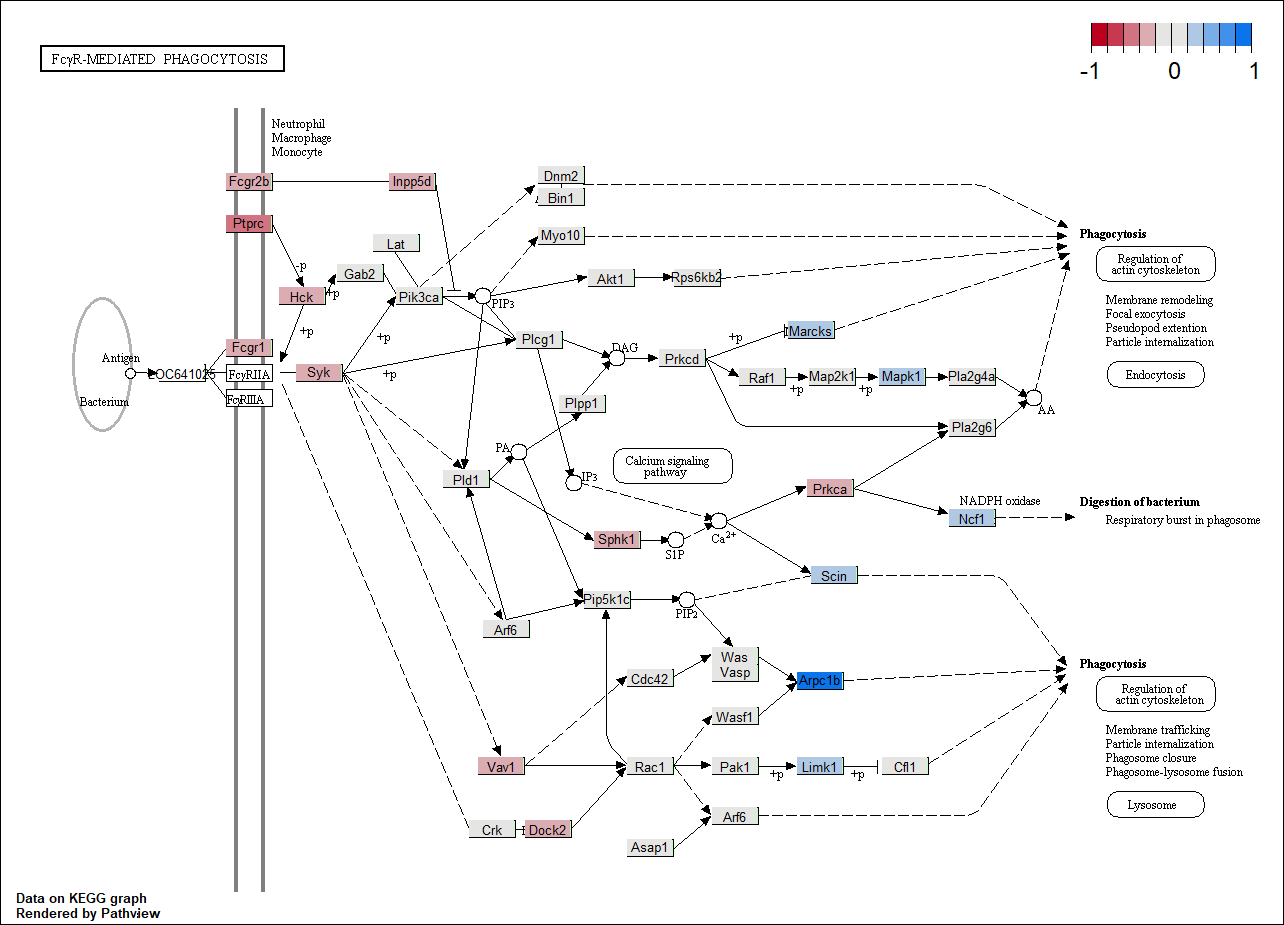 FcγR-MEDIATED PHAGOCYTOSIS
-1 0 1
Neutrophil
Macrophage
Monocyte
Fcgr2b
Inpp5d
Dnm2
Bin1
Ptprc
Lat
Myo10
Phagocytosis
-p
Gab2
Akt1
Rps6kb2
Regulation of
actin cytoskeleton
Hck
+p
Pik3ca
PIP3
Membrane remodeling
Focal exocytosis
Pseudopod extention
Particle internalization
+p
+p
Plcg1
+p
Marcks
Fcgr1
DAG
Antigen
LOC641025
FcγRIIA
Syk
+p
Prkcd
Raf1
+p
Map2k1
+p
Mapk1
Pla2g4a
Endocytosis
Bacterium
FcγRIIIA
Plpp1
AA
Pla2g6
PA
Calcium signaling
pathway
Pld1
IP3
Prkca
NADPH oxidase
Digestion of bacterium
Ncf1
Respiratory burst in phagosome
Sphk1
S1P
Ca2+
Scin
Pip5k1c
PIP2
Arf6
Was
Vasp
Phagocytosis
Cdc42
Arpc1b
Regulation of
actin cytoskeleton
Wasf1
Membrane trafficking
Particle internalization
Phagosome closure
Phagosome-lysosome fusion
Vav1
Rac1
Pak1
+p
Limk1
+p
Cfl1
Lysosome
Crk
Dock2
Arf6
Asap1
Data on KEGG graph
Rendered by Pathview